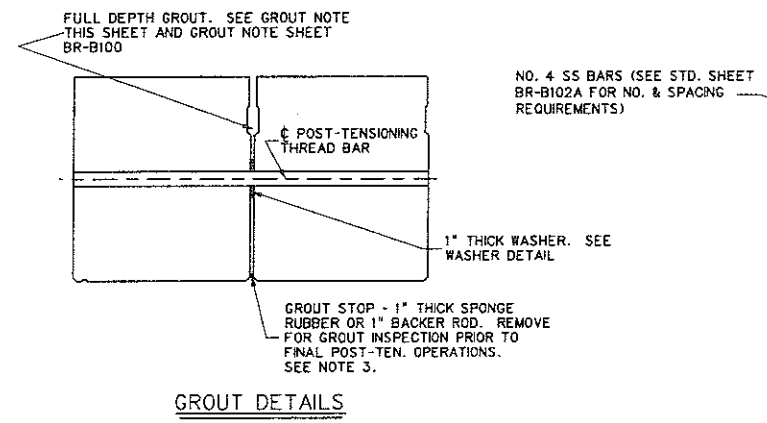 FULL DEPTH GROUT. SEE GROUT NOTE
THIS SHEET AND GROUT NOTE SHEET
BR-B100
NO. 4 SS BARS (SEE STD. SHEET
BR-B102A FOR NO. & SPACING
REQUIREMENTS)
℄ POST-TENSIONING
THREAD BAR
1" THICK WASHER. SEE
WASHER DETAIL
GROUT STOP - 1" THICK SPONGE
RUBBER OR 1" BACKER ROD. REMOVE
FOR GROUT INSPECTION PRIOR TO
FINAL POST-TEN. OPERATIONS.
SEE NOTE 3.
GROUT DETAILS